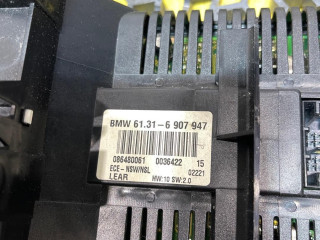 BMW 61.31-6 907 947
086480061 0036422 15
ECE-NSW/NSL 02221
LEAR HW:10 SW:2.0